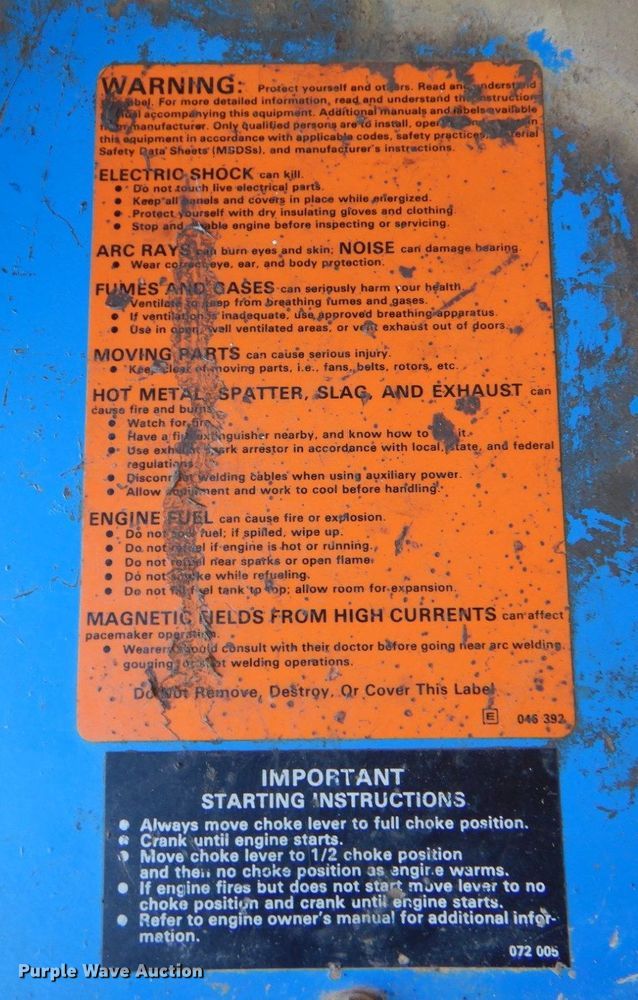 WARNING: Protect yourself and others. Read and understand
label. For more detailed information, read and understand the instruction
accompanying this equipment. Additional manuals and labels available
manufacturer. Only qualified persons are to install, operate
this equipment in accordance with applicable codes, safety practices,
Safety Data Sheets (MSDSs), and manufacturer's instructions.
ELECTRIC SHOCK can kill.
• Do not touch live electrical parts.
• Keep all panels and covers in place while energized.
• Protect yourself with dry insulating gloves and clothing.
• Stop and disable engine before inspecting or servicing.
ARC RAYS can burn eyes and skin; NOISE can damage hearing.
• Wear correct eye, ear, and body protection.
FUMES AND GASES can seriously harm your health.
• Ventilate to keep from breathing fumes and gases.
• If ventilation is inadequate, use approved breathing apparatus.
• Use in open, well ventilated areas, or vent exhaust out of doors.
MOVING PARTS can cause serious injury.
• Keep clear of moving parts, i.e., fans, belts, rotors, etc.
HOT METAL, SPATTER, SLAG, AND EXHAUST can
cause fire and burns.
• Watch for fire.
• Have a fire extinguisher nearby, and know how to it.
• Use exhaust spark arrestor in accordance with local, state, and federal
regulations.
• Disconnect welding cables when using auxiliary power.
• Allow equipment and work to cool before handling.
ENGINE FUEL can cause fire or explosion.
• Do not fuel; if spilled, wipe up.
• Do not refuel if engine is hot or running.
• Do not refuel near sparks or open flame.
• Do not smoke while refueling.
• Do not fill fuel tank to top; allow room for expansion.
MAGNETIC FIELDS FROM HIGH CURRENTS can affect
pacemaker operation.
• Wearers should consult with their doctor before going near arc welding,
gouging, or spot welding operations.
Do Not Remove, Destroy, Or Cover This Label
E 046 392
IMPORTANT
STARTING INSTRUCTIONS
• Always move choke lever to full choke position.
• Crank until engine starts.
• Move choke lever to 1/2 choke position
and then no choke position as engine warms.
• If engine fires but does not start move lever to no
choke position and crank until engine starts.
• Refer to engine owner's manual for additional infor-
mation.
072 005
Purple Wave Auction